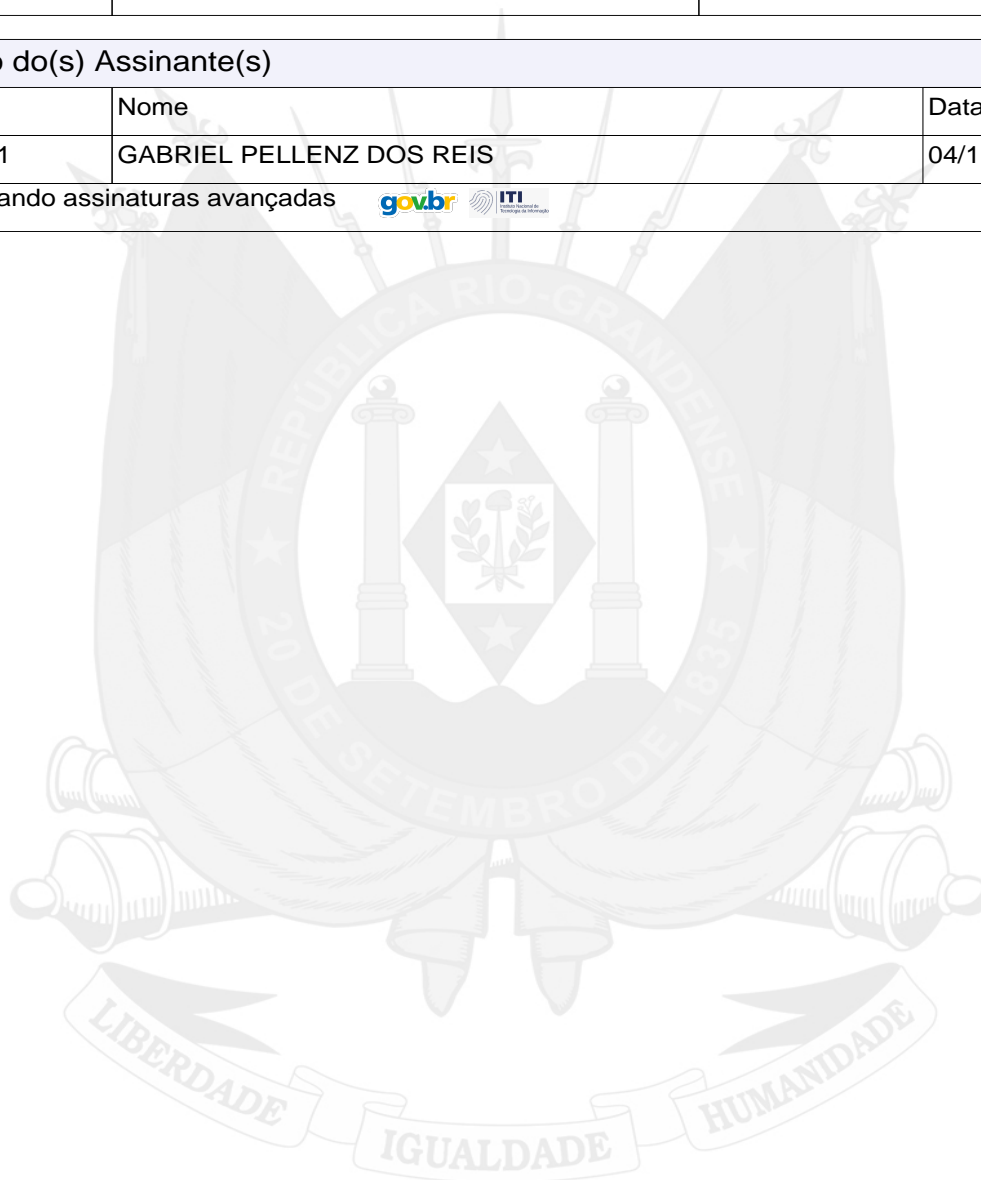 o do(s) Assinante(s)
Nome Data
1 GABRIEL PELLENZ DOS REIS 04/1
ando assinaturas avançadas gov.br ITI
REPÚBLICA RIO-GRANDENSE
20 DE SETEMBRO DE 1835
LIBERDADE IGUALDADE HUMANIDADE